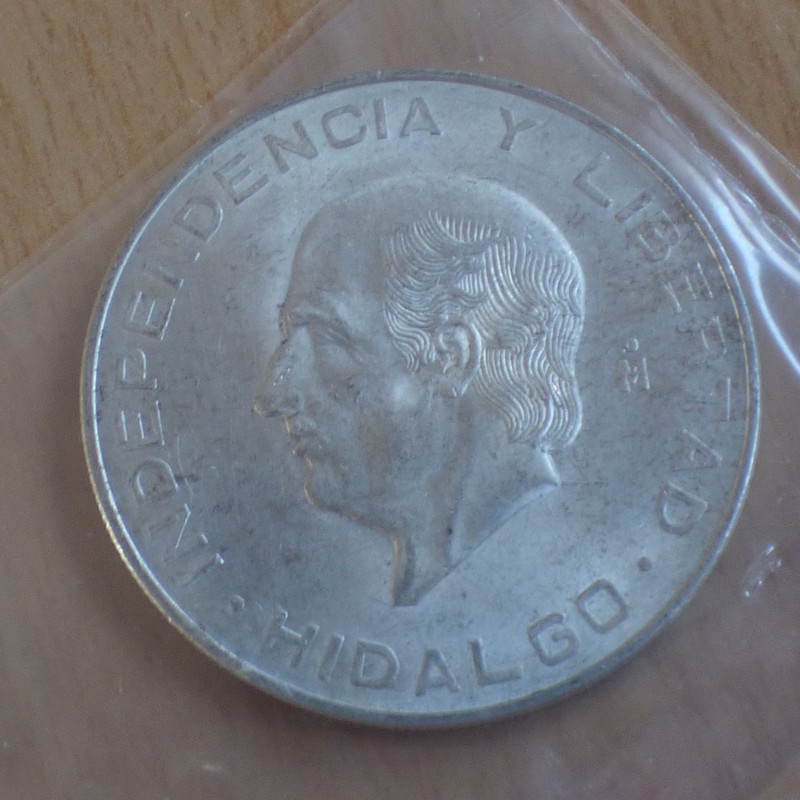 INDEPENDENCIA Y LIBERTAD
· HIDALGO ·
M°